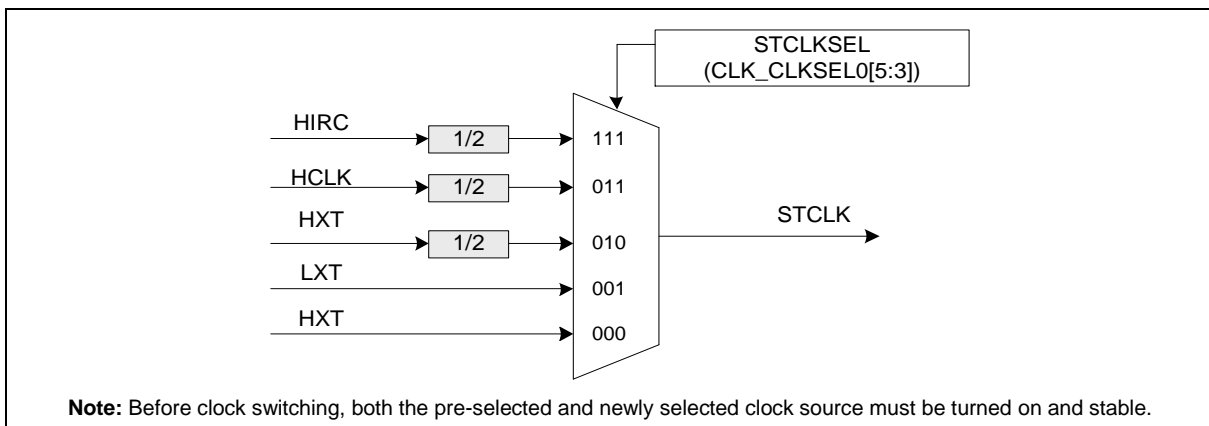 STCLKSEL
(CLK_CLKSEL0[5:3])
HIRC
1/2
111
HCLK
1/2
011
HXT
1/2
010
STCLK
LXT
001
HXT
000
Note: Before clock switching, both the pre-selected and newly selected clock source must be turned on and stable.